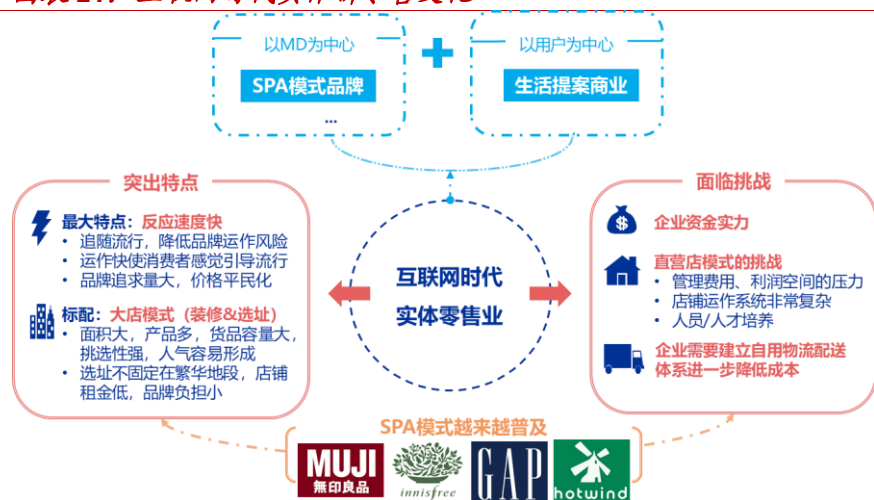 以MD为中心
SPA模式品牌
...
以用户为中心
生活提案商业
突出特点
最大特点：反应速度快
• 追随流行，降低品牌运作风险
• 运作快使消费者感觉引导流行
• 品牌追求量大，价格平民化
标配：大店模式（装修&选址）
• 面积大，产品多，货品容量大，
挑选性强，人气容易形成
• 选址不固定在繁华地段，店铺
租金低，品牌负担小
互联网时代
实体零售业
面临挑战
企业资金实力
直营店模式的挑战
• 管理费用、利润空间的压力
• 店铺运作系统非常复杂
• 人员/人才培养
企业需要建立自用物流配送
体系进一步降低成本
SPA模式越来越普及
MUJI
無印良品
innisfree
GAP
hotwind